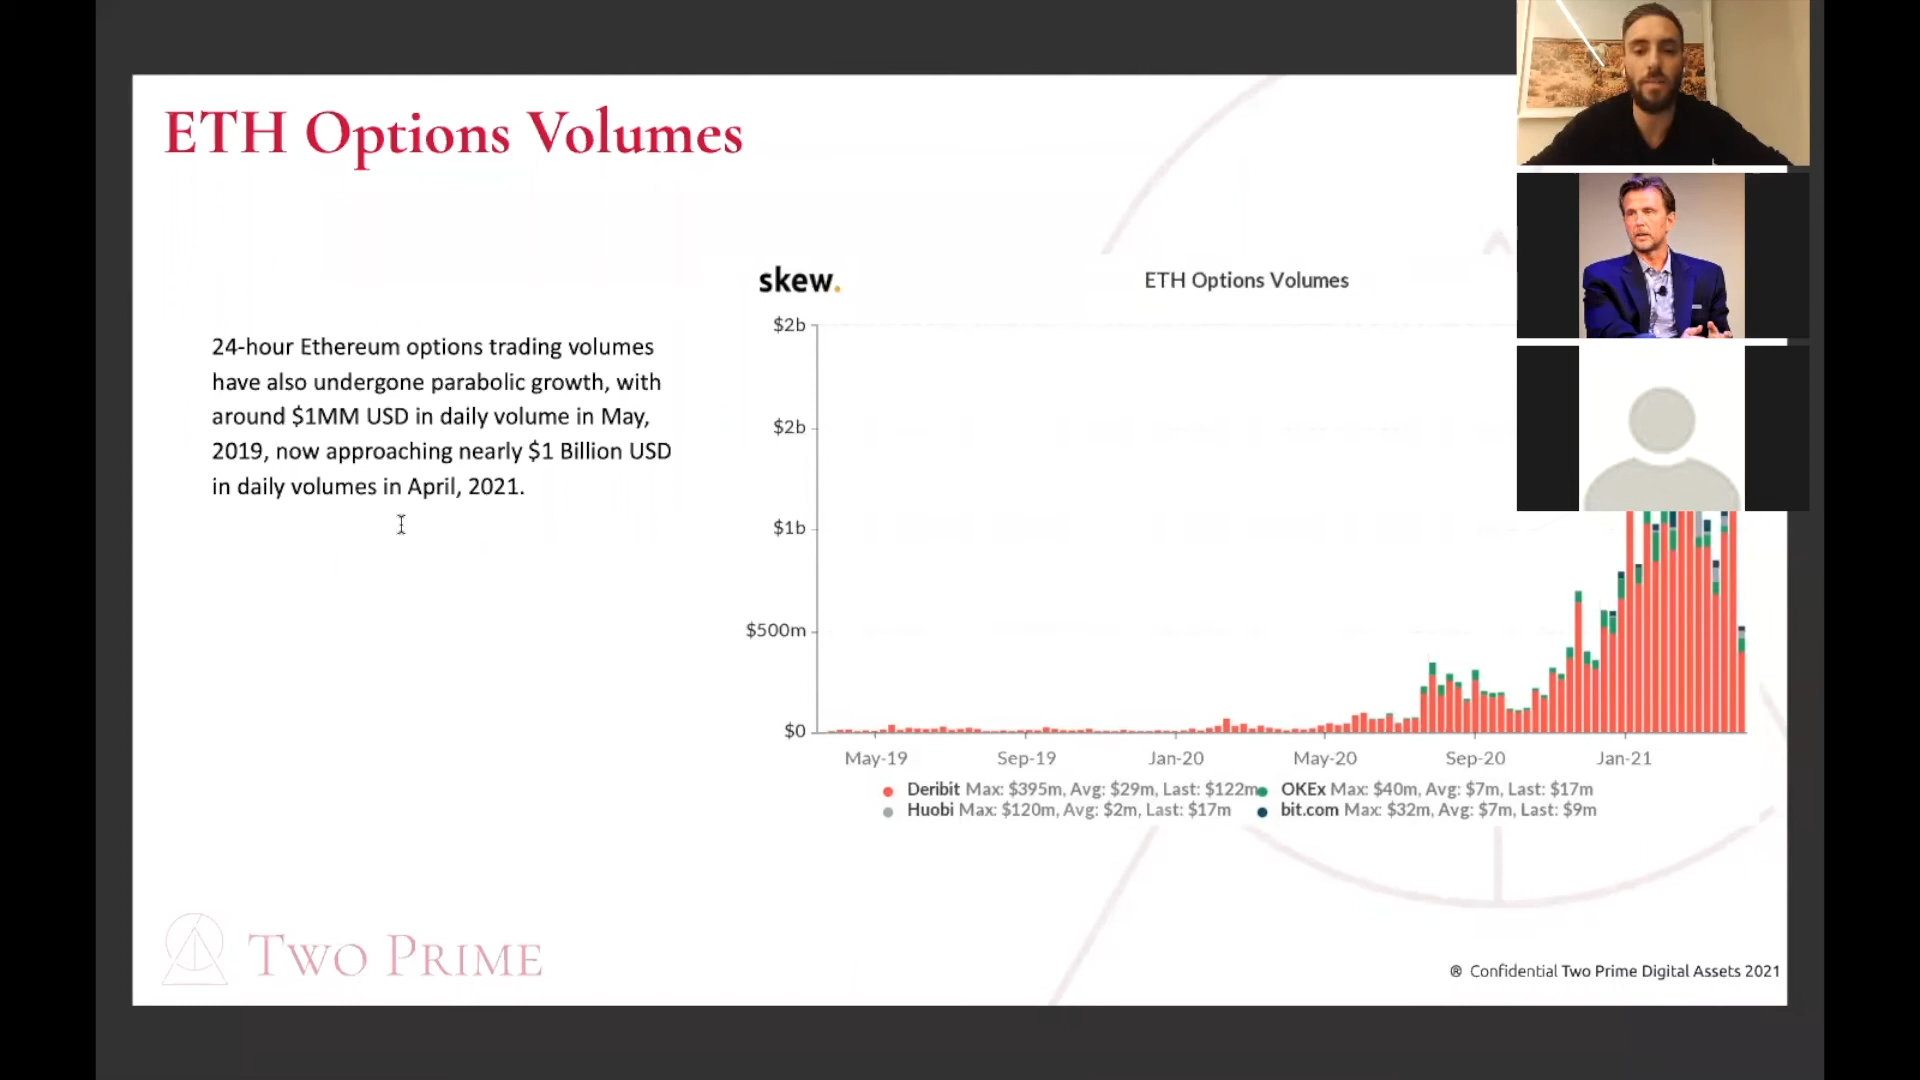 ETH Options Volumes
24-hour Ethereum options trading volumes
have also undergone parabolic growth, with
around $1MM USD in daily volume in May,
2019, now approaching nearly $1 Billion USD
in daily volumes in April, 2021.
skew.
ETH Options Volumes
$2b
$2b
$1b
$500m
$0
May-19 Sep-19 Jan-20 May-20 Sep-20 Jan-21
Deribit Max: $395m, Avg: $29m, Last: $122m OKEx Max: $40m, Avg: $7m, Last: $17m
Huobi Max: $120m, Avg: $2m, Last: $17m bit.com Max: $32m, Avg: $7m, Last: $9m
TWO PRIME
® Confidential Two Prime Digital Assets 2021